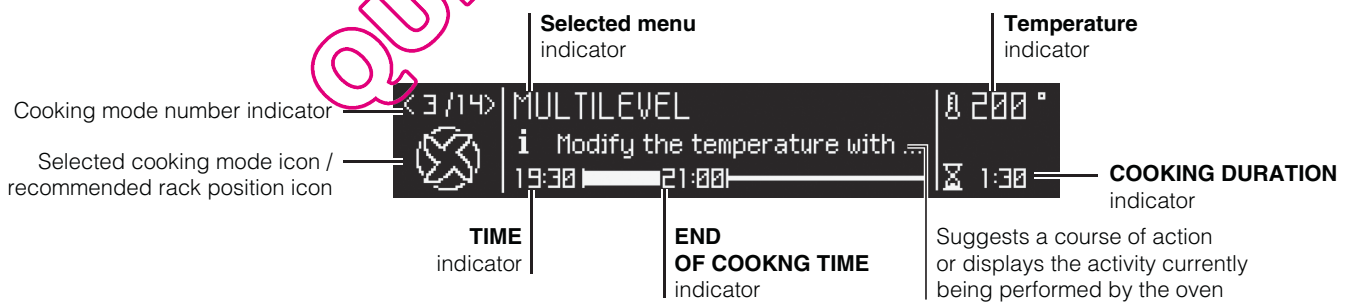 QU
Selected menu
indicator
Temperature
indicator
Cooking mode number indicator
Selected cooking mode icon /
recommended rack position icon
<3/14> MULTILEVEL 200°
i Modify the temperature with ...
19:30 21:00 1:30
COOKING DURATION
indicator
TIME
indicator
END
OF COOKNG TIME
indicator
Suggests a course of action
or displays the activity currently
being performed by the oven